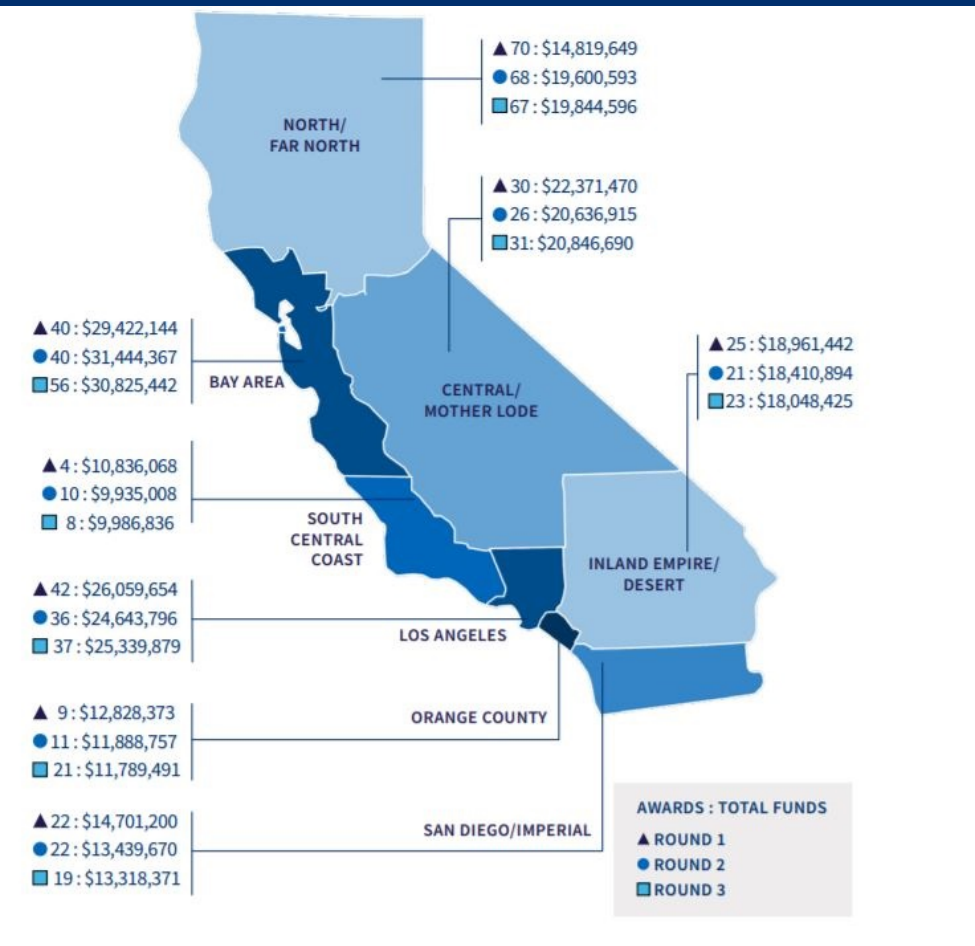 ▲70 : $14,819,649
●68 : $19,600,593
■67 : $19,844,596
NORTH/
FAR NORTH
▲30 : $22,371,470
●26 : $20,636,915
■31: $20,846,690
▲40 : $29,422,144
●40 : $31,444,367
■56 : $30,825,442
BAY AREA
CENTRAL/
MOTHER LODE
▲25 : $18,961,442
●21 : $18,410,894
■23 : $18,048,425
▲4 : $10,836,068
●10 : $9,935,008
■ 8 : $9,986,836
SOUTH
CENTRAL
COAST
INLAND EMPIRE/
DESERT
▲42 : $26,059,654
●36 : $24,643,796
■ 37 : $25,339,879
LOS ANGELES
▲ 9 : $12,828,373
●11 : $11,888,757
■ 21 : $11,789,491
ORANGE COUNTY
▲22 : $14,701,200
●22 : $13,439,670
■ 19 : $13,318,371
SAN DIEGO/IMPERIAL
AWARDS : TOTAL FUNDS
▲ ROUND 1
● ROUND 2
■ ROUND 3